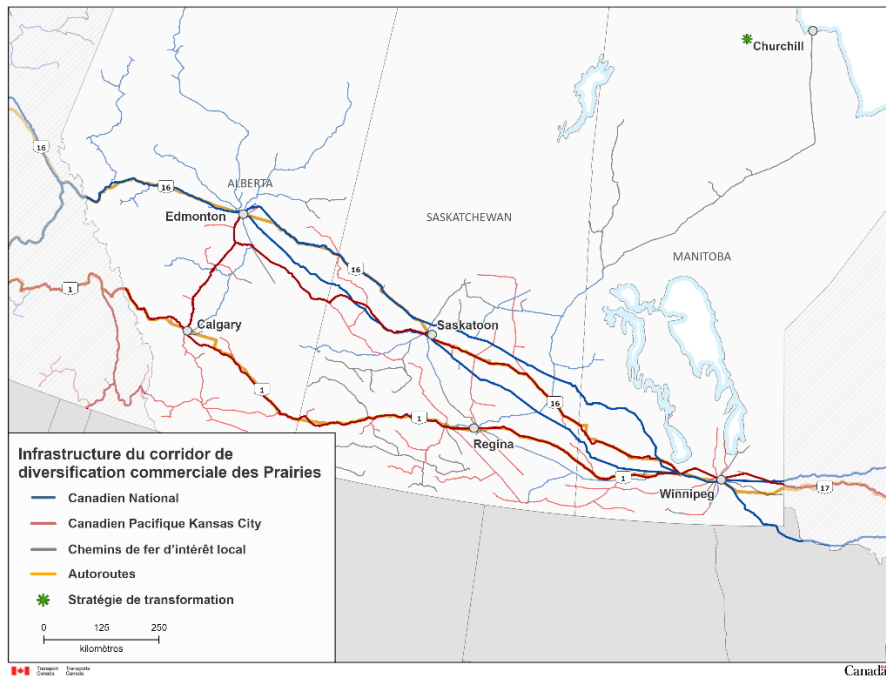 Churchill
16
16
ALBERTA
Edmonton
SASKATCHEWAN
MANITOBA
16
1
Calgary
Saskatoon
1
1
16
Regina
1
Winnipeg
17
Infrastructure du corridor de
diversification commerciale des Prairies
Canadien National
Canadien Pacifique Kansas City
Chemins de fer d'intérêt local
Autoroutes
Stratégie de transformation
0 125 250
kilomètres
Transport Transports
Canada Canada
Canada